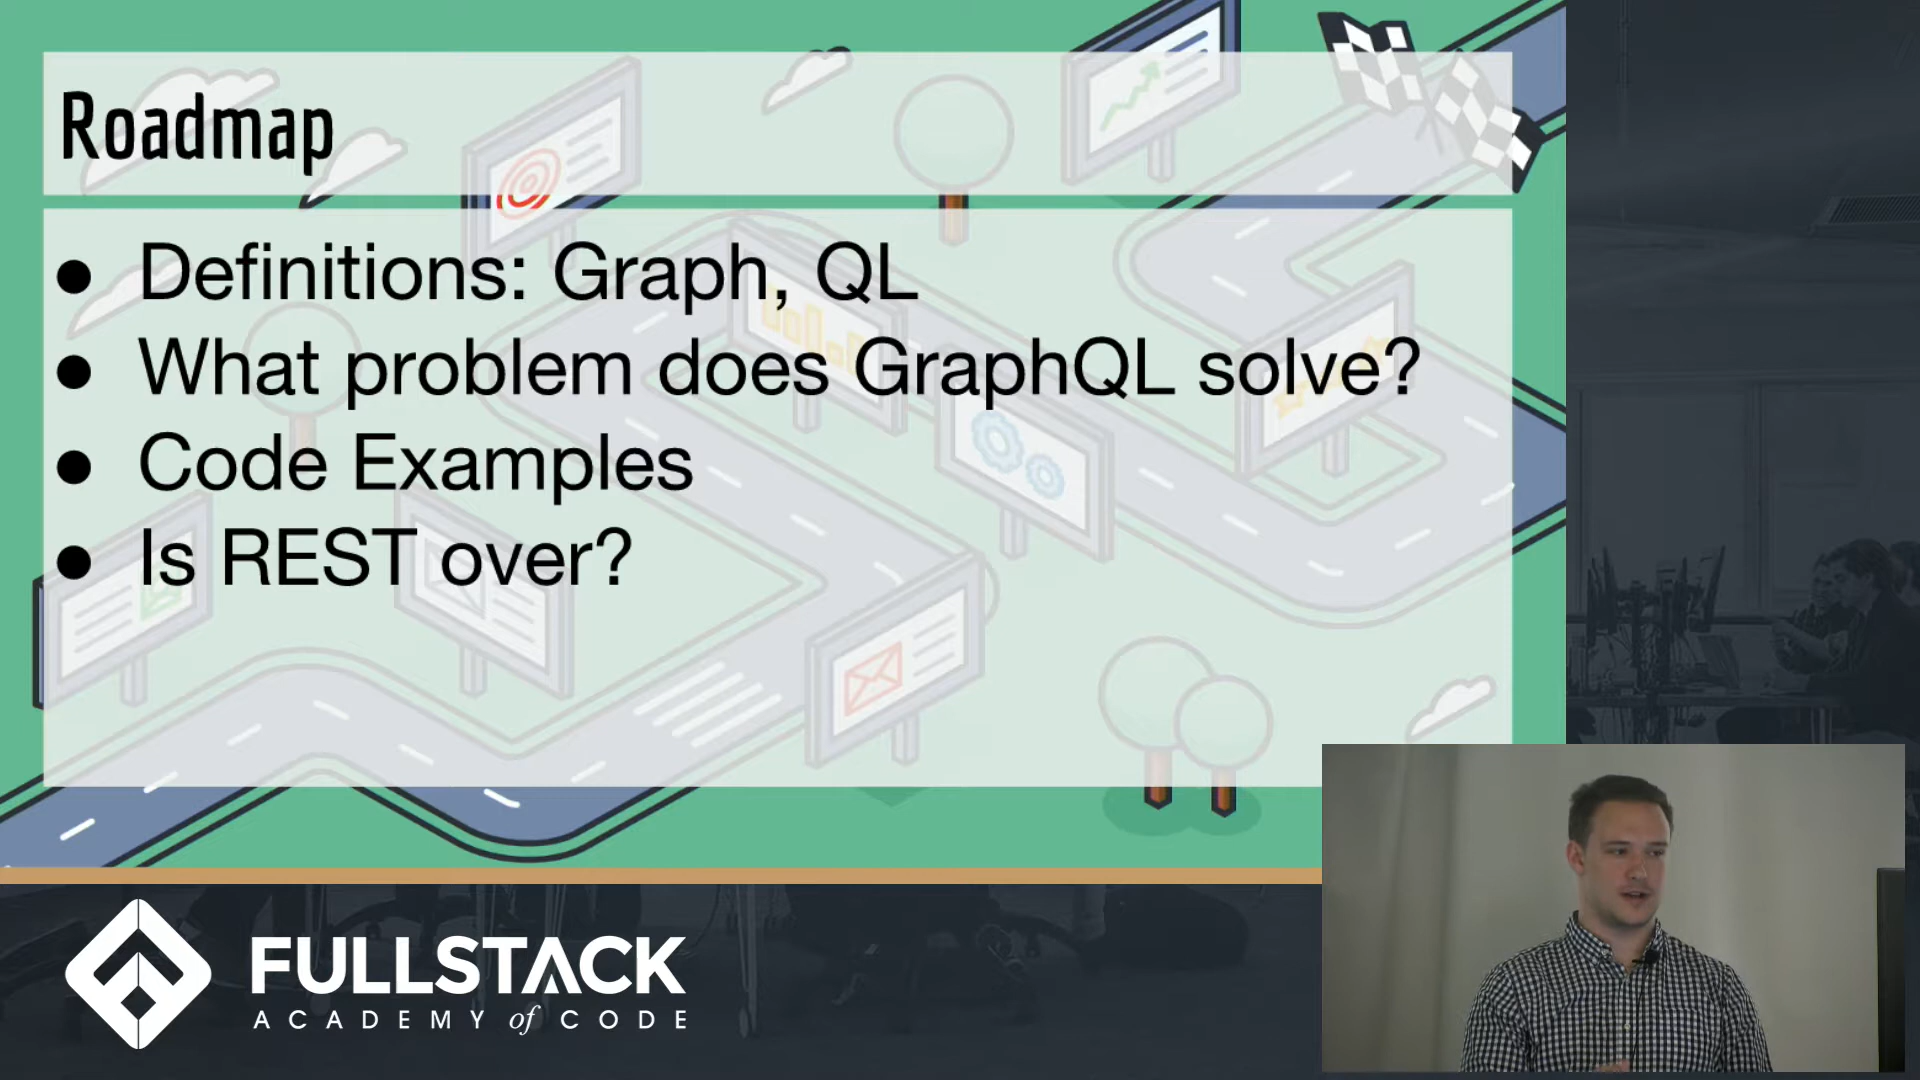 Roadmap
● Definitions: Graph, QL
● What problem does GraphQL solve?
● Code Examples
● Is REST over?
FULLSTACK
ACADEMY of CODE